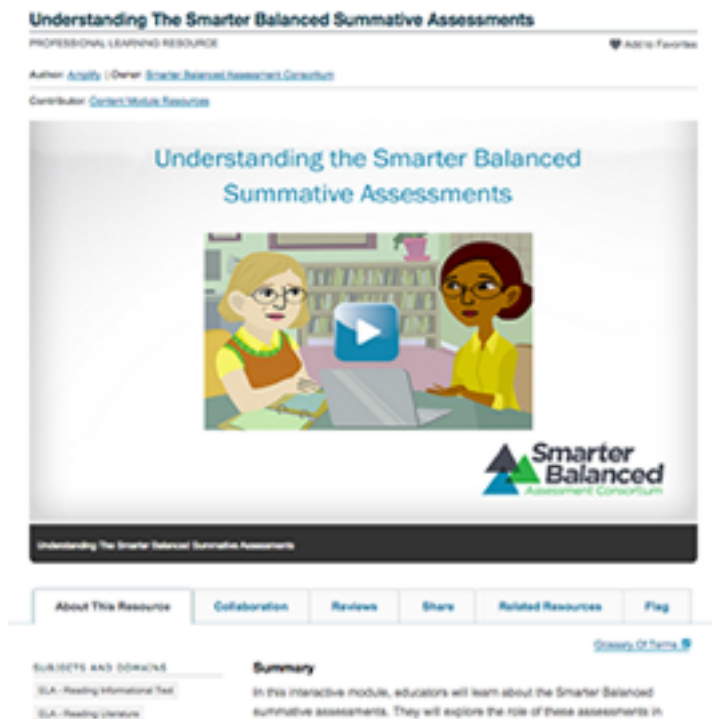 Understanding The Smarter Balanced Summative Assessments
PROFESSIONAL LEARNING RESOURCE
Add to Favorites
Author: Amplify | Owner: Smarter Balanced Assessment Consortium
Contributor: Content Module Resources
Understanding the Smarter Balanced
Summative Assessments
Smarter
Balanced
Assessment Consortium
Understanding The Smarter Balanced Summative Assessments
About This Resource
Collaboration
Reviews
Share
Related Resources
Flag
Glossary Of Terms
SUBJECTS AND DOMAINS
ELA - Reading Informational Text
ELA - Reading Literature
Summary
In this interactive module, educators will learn about the Smarter Balanced
summative assessments. They will explore the role of these assessments in